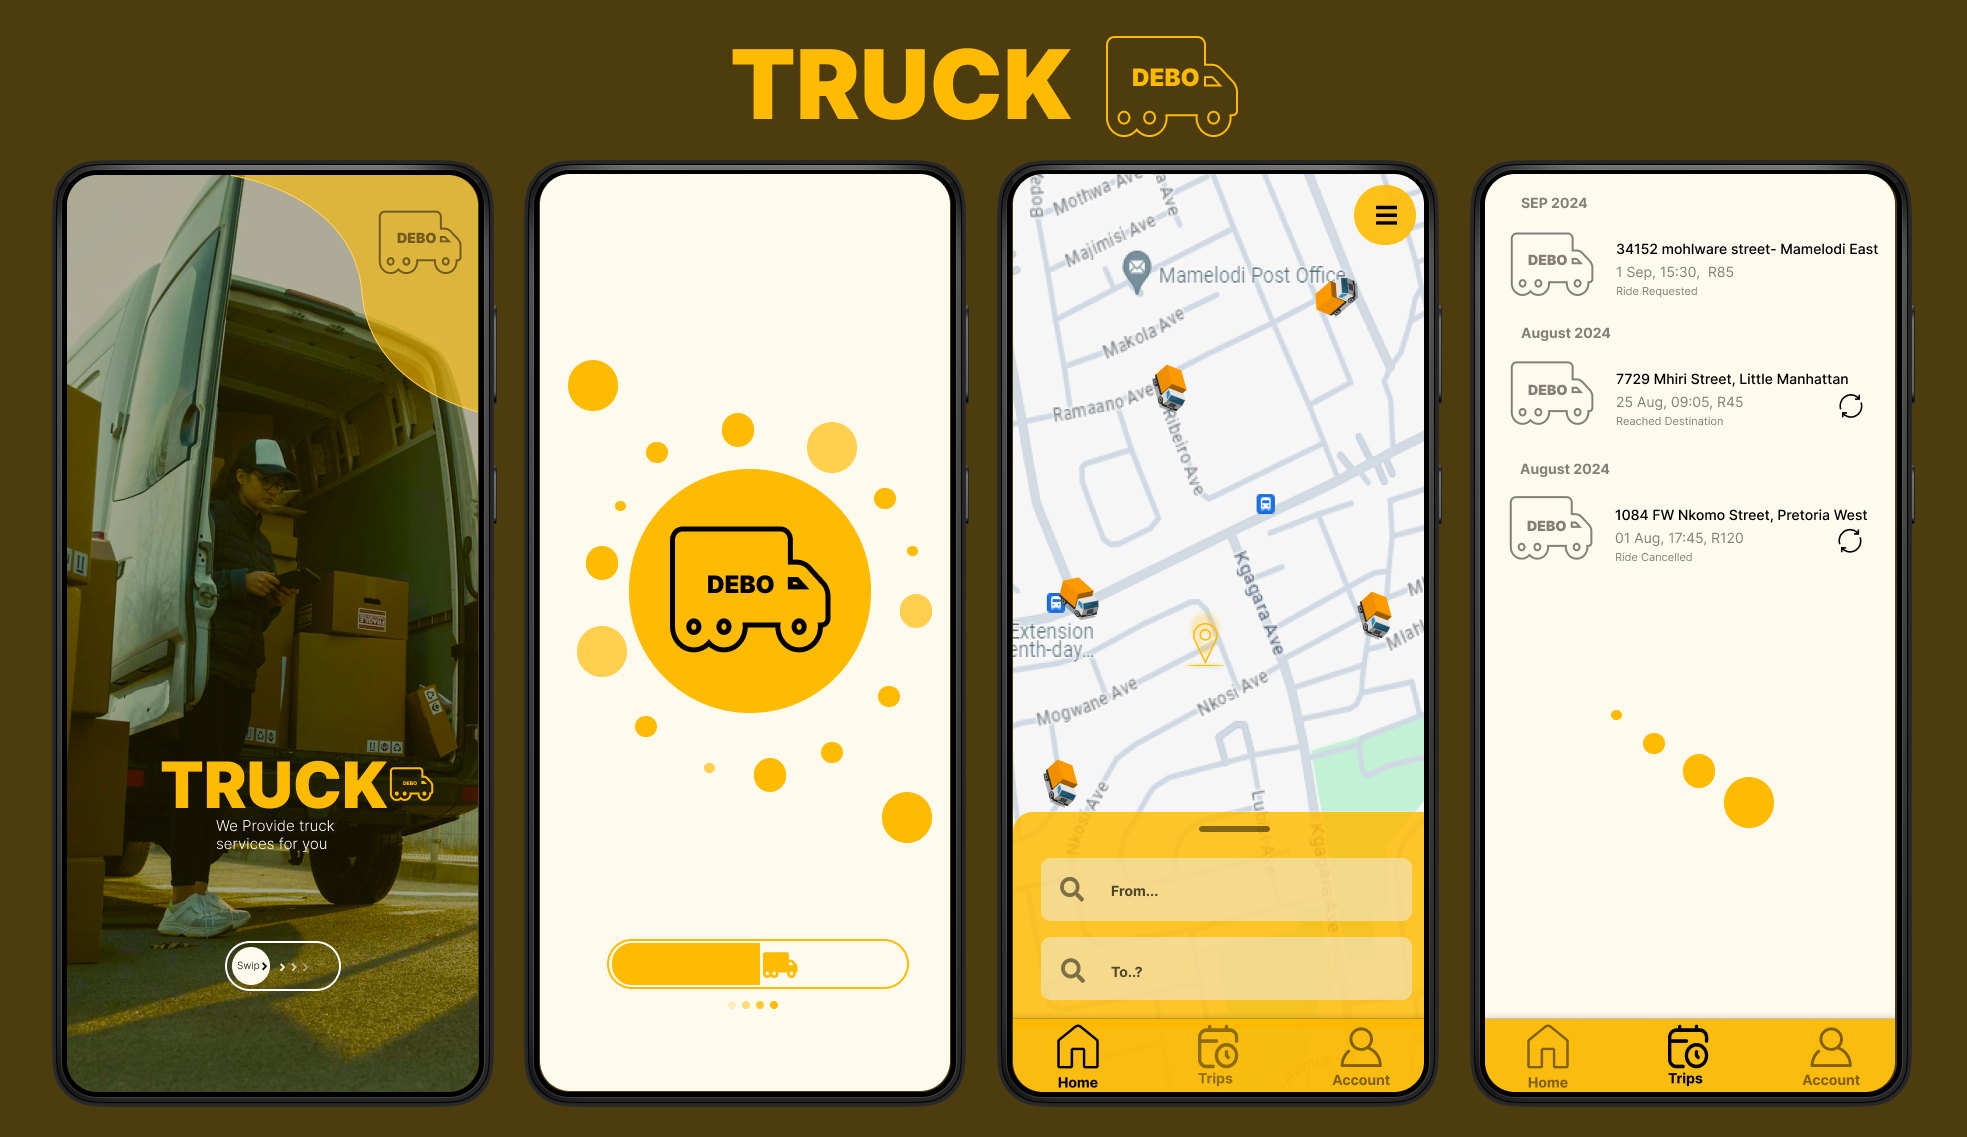 TRUCK
DEBO
DEBO
TRUCK
DEBO
We Provide truck
services for you
Swip
DEBO
Mothwa Ave
Majimisi Ave
Mamelodi Post Office
Makola Ave
Ramaano Ave
Ribeiro Ave
Kgagara Ave
Extension
enth-day...
Mogwane Ave
Nkosi Ave
Nkosi Ave
Kgagara Ave
From...
To..?
Home
Trips
Account
SEP 2024
DEBO
34152 mohlware street- Mamelodi East
1 Sep, 15:30, R85
Ride Requested
August 2024
DEBO
7729 Mhiri Street, Little Manhattan
25 Aug, 09:05, R45
Reached Destination
August 2024
DEBO
1084 FW Nkomo Street, Pretoria West
01 Aug, 17:45, R120
Ride Cancelled
Home
Trips
Account